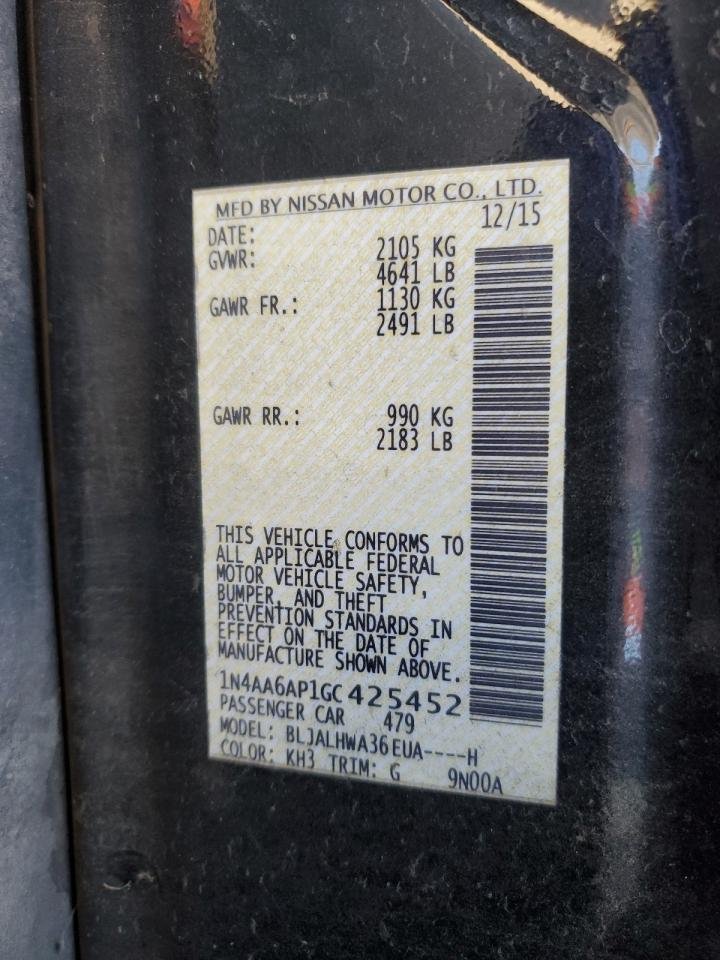 MFD BY NISSAN MOTOR CO., LTD.
DATE: 12/15
GVWR: 2105 KG
4641 LB
GAWR FR.: 1130 KG
2491 LB
GAWR RR.: 990 KG
2183 LB
THIS VEHICLE CONFORMS TO
ALL APPLICABLE FEDERAL
MOTOR VEHICLE SAFETY,
BUMPER, AND THEFT
PREVENTION STANDARDS IN
EFFECT ON THE DATE OF
MANUFACTURE SHOWN ABOVE.
1N4AA6AP1GC425452
PASSENGER CAR 479
MODEL: BLJALHWA36EUA----H
COLOR: KH3 TRIM: G 9N00A